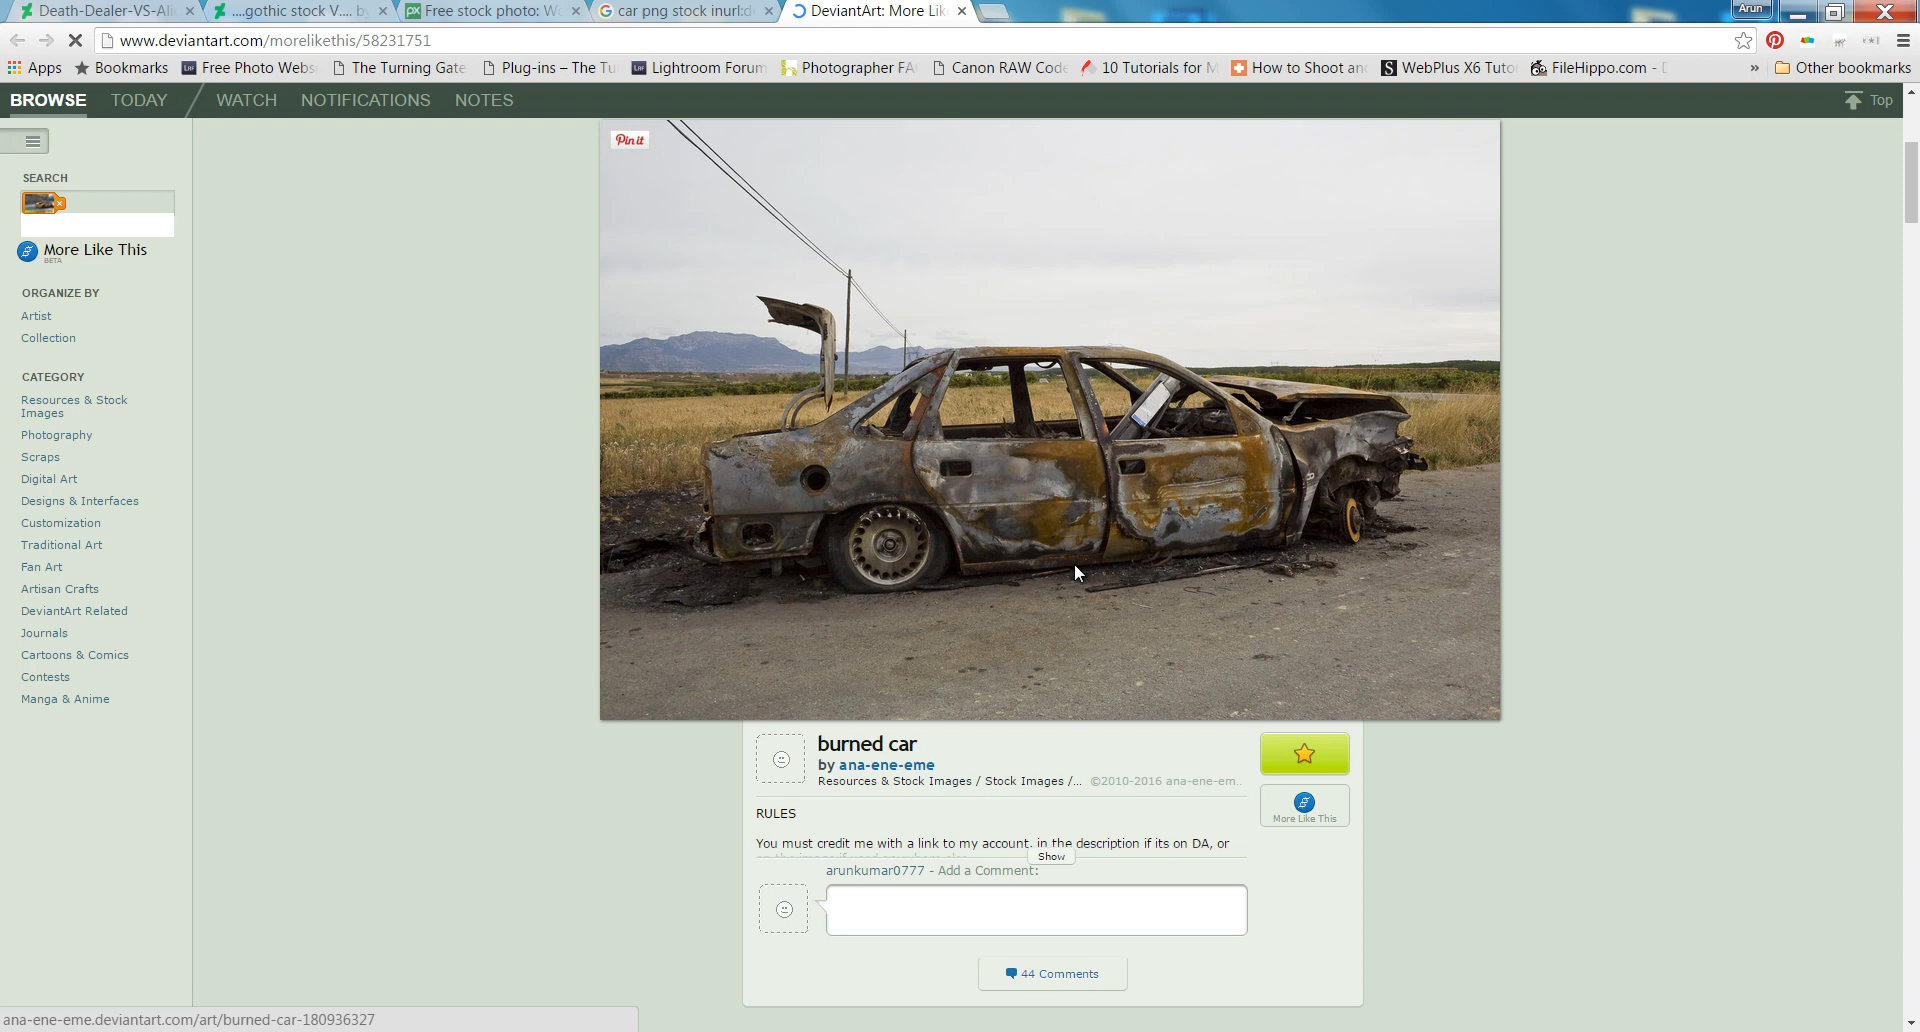 Death-Dealer-VS-Ali
....gothic stock V.... by
Free stock photo: Wo
car png stock inurl:d
DeviantArt: More Lik
Arun
www.deviantart.com/morelikethis/58231751
Apps
Bookmarks
Free Photo Webs
The Turning Gate
Plug-ins – The Tu
Lightroom Forum
Photographer FA
Canon RAW Code
10 Tutorials for M
How to Shoot an
WebPlus X6 Tuto
FileHippo.com - D
»
Other bookmarks
BROWSE TODAY WATCH NOTIFICATIONS NOTES
Top
Pin it
SEARCH
More Like This
BETA
ORGANIZE BY
Artist
Collection
CATEGORY
Resources & Stock
Images
Photography
Scraps
Digital Art
Designs & Interfaces
Customization
Traditional Art
Fan Art
Artisan Crafts
DeviantArt Related
Journals
Cartoons & Comics
Contests
Manga & Anime
burned car
by ana-ene-eme
Resources & Stock Images / Stock Images /... ©2010-2016 ana-ene-em..
More Like This
RULES
You must credit me with a link to my account, in the description if its on DA, or
Show
arunkumar0777 - Add a Comment:
44 Comments
ana-ene-eme.deviantart.com/art/burned-car-180936327